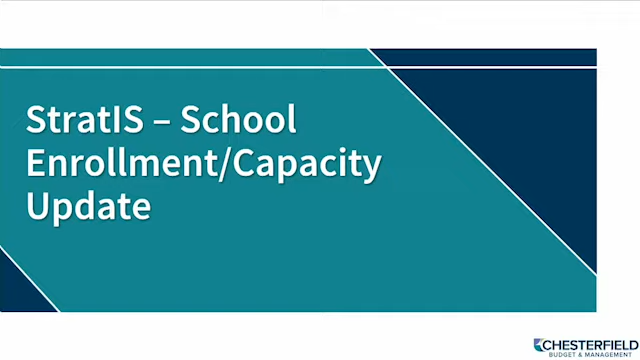 StratIS – School
Enrollment/Capacity
Update
CHESTERFIELD
BUDGET & MANAGEMENT